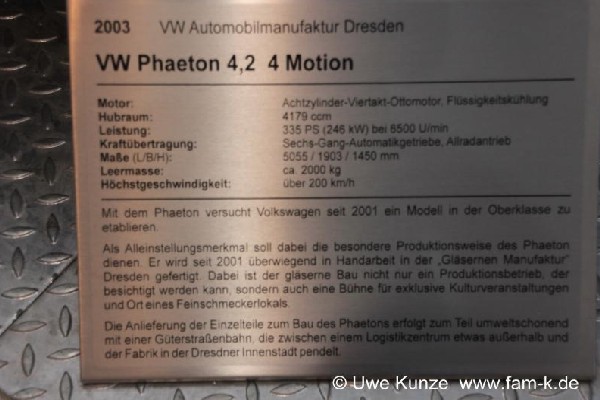 2003 VW Automobilmanufaktur Dresden
VW Phaeton 4,2 4 Motion
Motor: Achtzylinder-Viertakt-Ottomotor, Flüssigkeitskühlung
Hubraum: 4179 ccm
Leistung: 335 PS (246 kW) bei 6500 U/min
Kraftübertragung: Sechs-Gang-Automatikgetriebe, Allradantrieb
Maße (L/B/H): 5055 / 1903 / 1450 mm
Leermasse: ca. 2000 kg
Höchstgeschwindigkeit: über 200 km/h
Mit dem Phaeton versucht Volkswagen seit 2001 ein Modell in der Oberklasse zu
etablieren.
Als Alleinstellungsmerkmal soll dabei die besondere Produktionsweise des Phaeton
dienen. Er wird seit 2001 überwiegend in Handarbeit in der „Gläsernen Manufaktur"
Dresden gefertigt. Dabei ist der gläserne Bau nicht nur ein Produktionsbetrieb, der
besichtigt werden kann, sondern auch eine Bühne für exklusive Kulturveranstaltungen
und Ort eines Feinschmeckerlokals.
Die Anlieferung der Einzelteile zum Bau des Phaetons erfolgt zum Teil umweltschonend
mit einer Güterstraßenbahn, die zwischen einem Logistikzentrum etwas außerhalb und
der Fabrik in der Dresdner Innenstadt pendelt.
© Uwe Kunze www.fam-k.de